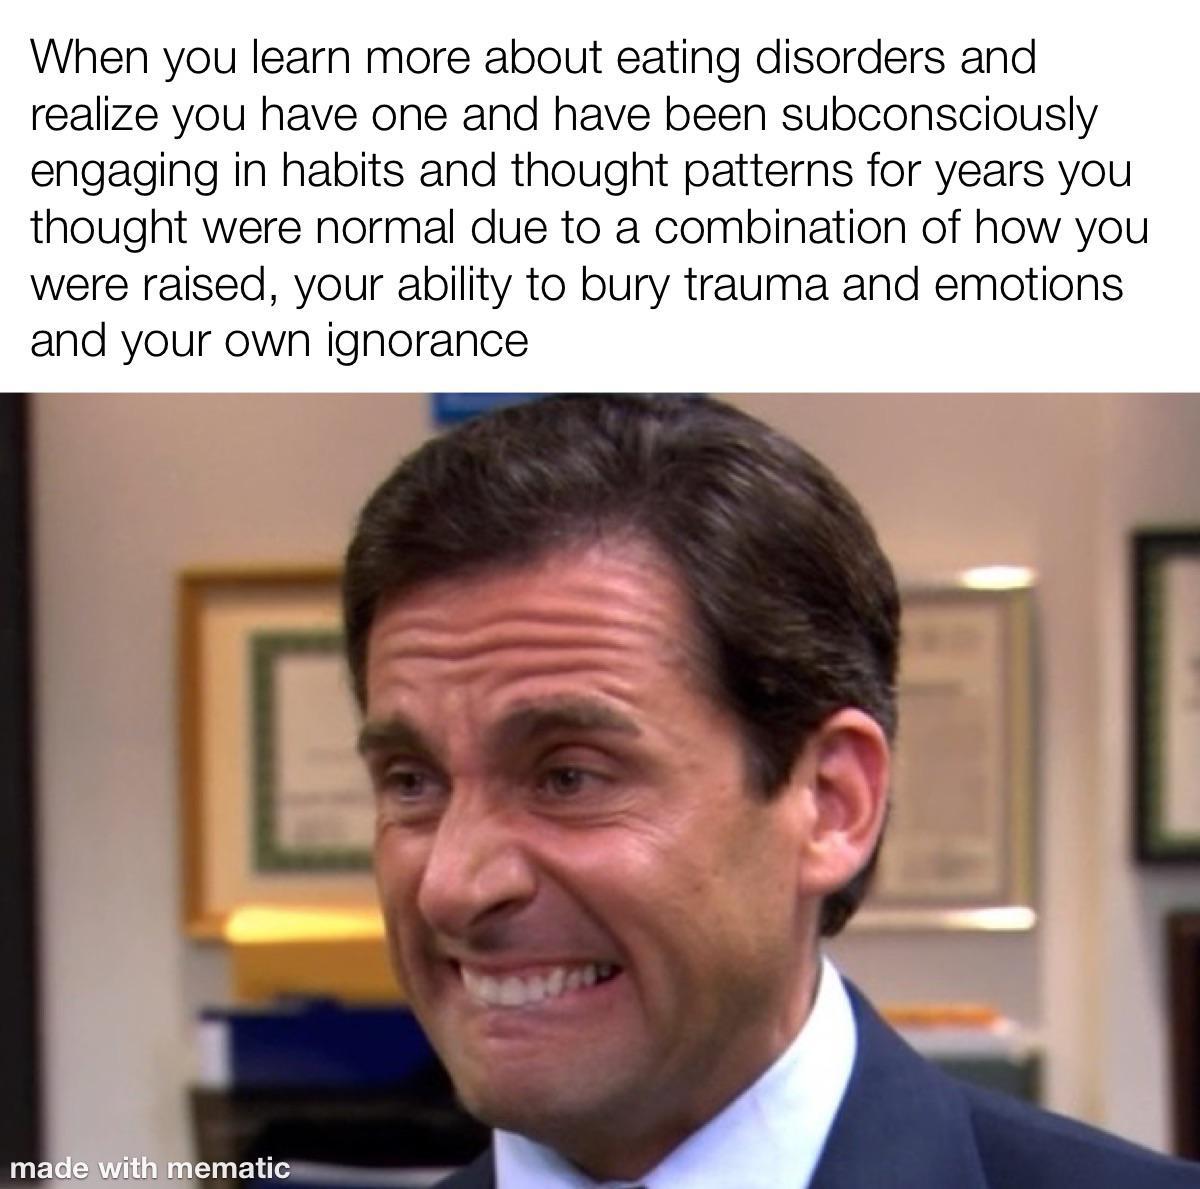 When you learn more about eating disorders and
realize you have one and have been subconsciously
engaging in habits and thought patterns for years you
thought were normal due to a combination of how you
were raised, your ability to bury trauma and emotions
and your own ignorance
made with mematic